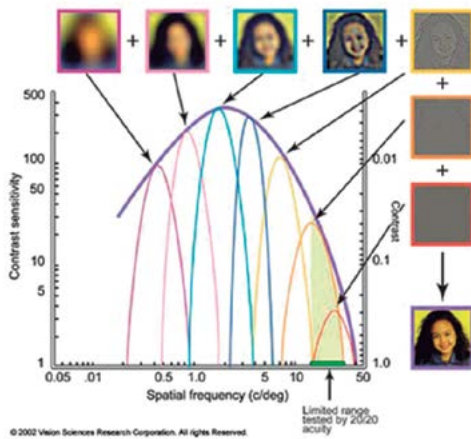 + + + +
500
100
50
10
5
1
Contrast sensitivity
+
0.01
+
0.1
Contrast
1.0
0.05 .01 0.5 1.0 5 10 50
Spatial frequency (c/deg)
Limited range
tested by 20/20
acuity
© 2002 Vision Sciences Research Corporation. All Rights Reserved.